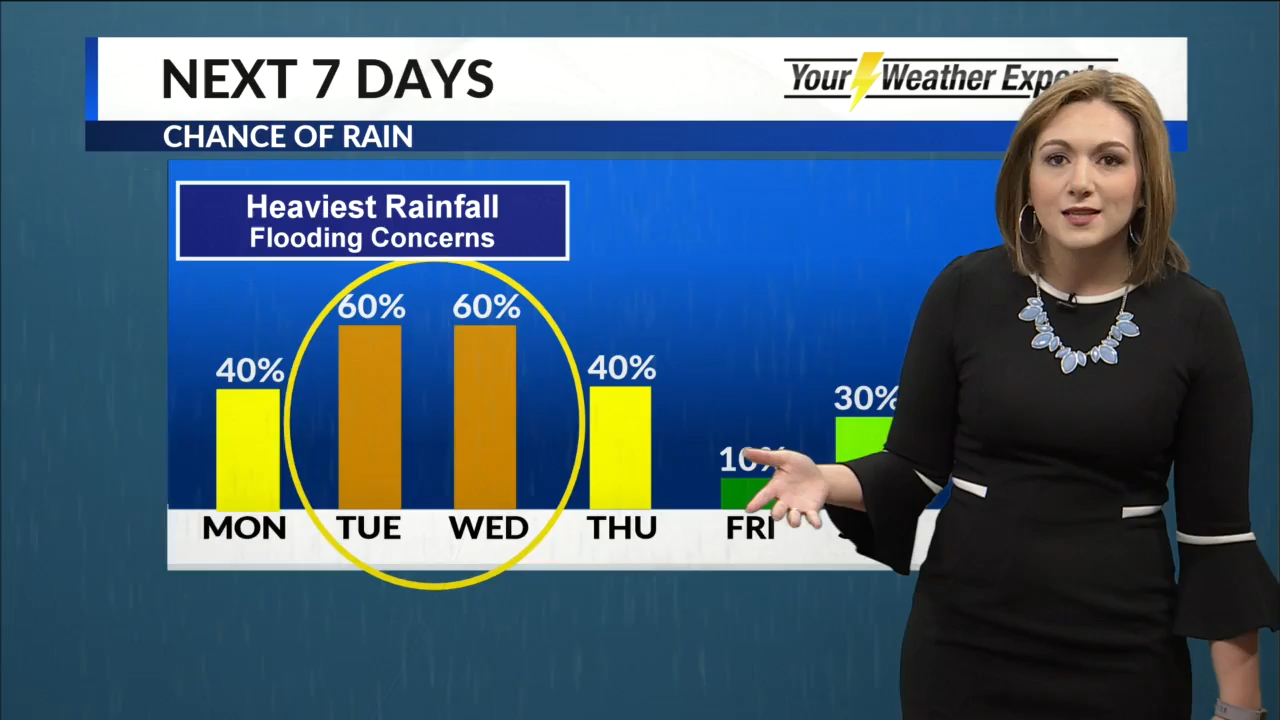 NEXT 7 DAYS
Your Weather
CHANCE OF RAIN
Heaviest Rainfall
Flooding Concerns
60% 60%
40% 40%
30%
10%
MON TUE WED THU FRI